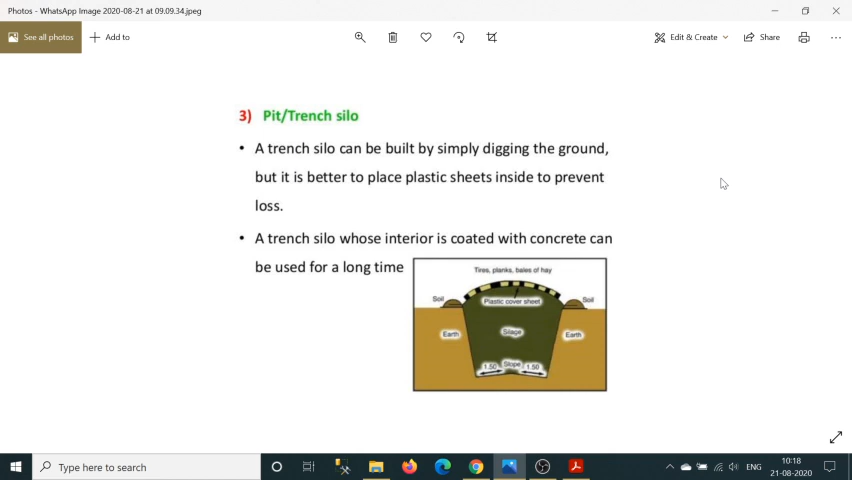 Photos - WhatsApp Image 2020-08-21 at 09.09.34.jpeg
See all photos
Add to
Edit & Create
Share
3) Pit/Trench silo
• A trench silo can be built by simply digging the ground,
but it is better to place plastic sheets inside to prevent
loss.
• A trench silo whose interior is coated with concrete can
be used for a long time
Tires, planks, bales of hay
Soil
Plastic cover sheet
Soil
Earth
Silage
Earth
1.50 Slope 1.50
Type here to search
ENG
10:18
21-08-2020